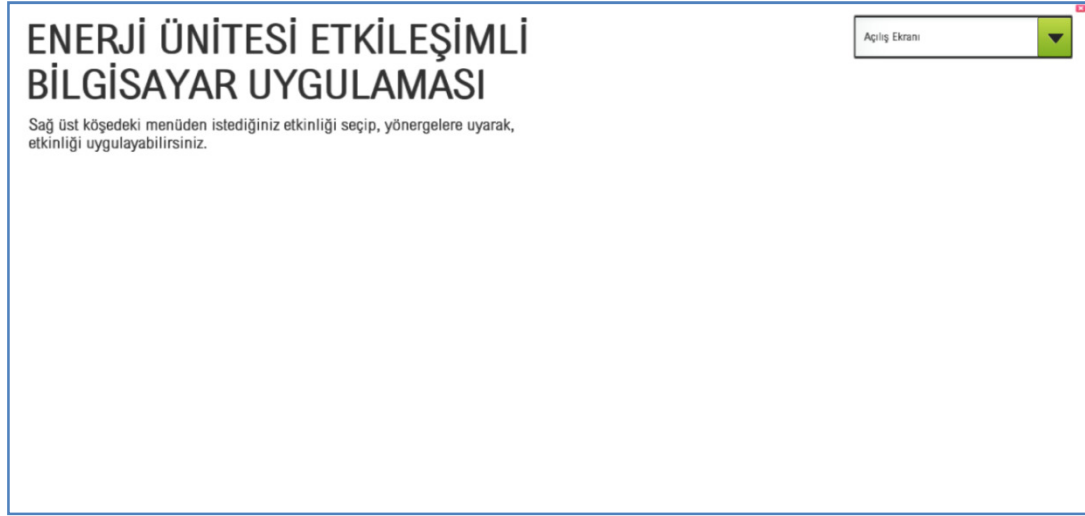 ENERJİ ÜNİTESİ ETKİLEŞİMLİ
BİLGİSAYAR UYGULAMASI
Sağ üst köşedeki menüden istediğiniz etkinliği seçip, yönergelere uyarak,
etkinliği uygulayabilirsiniz.
Açılış Ekranı